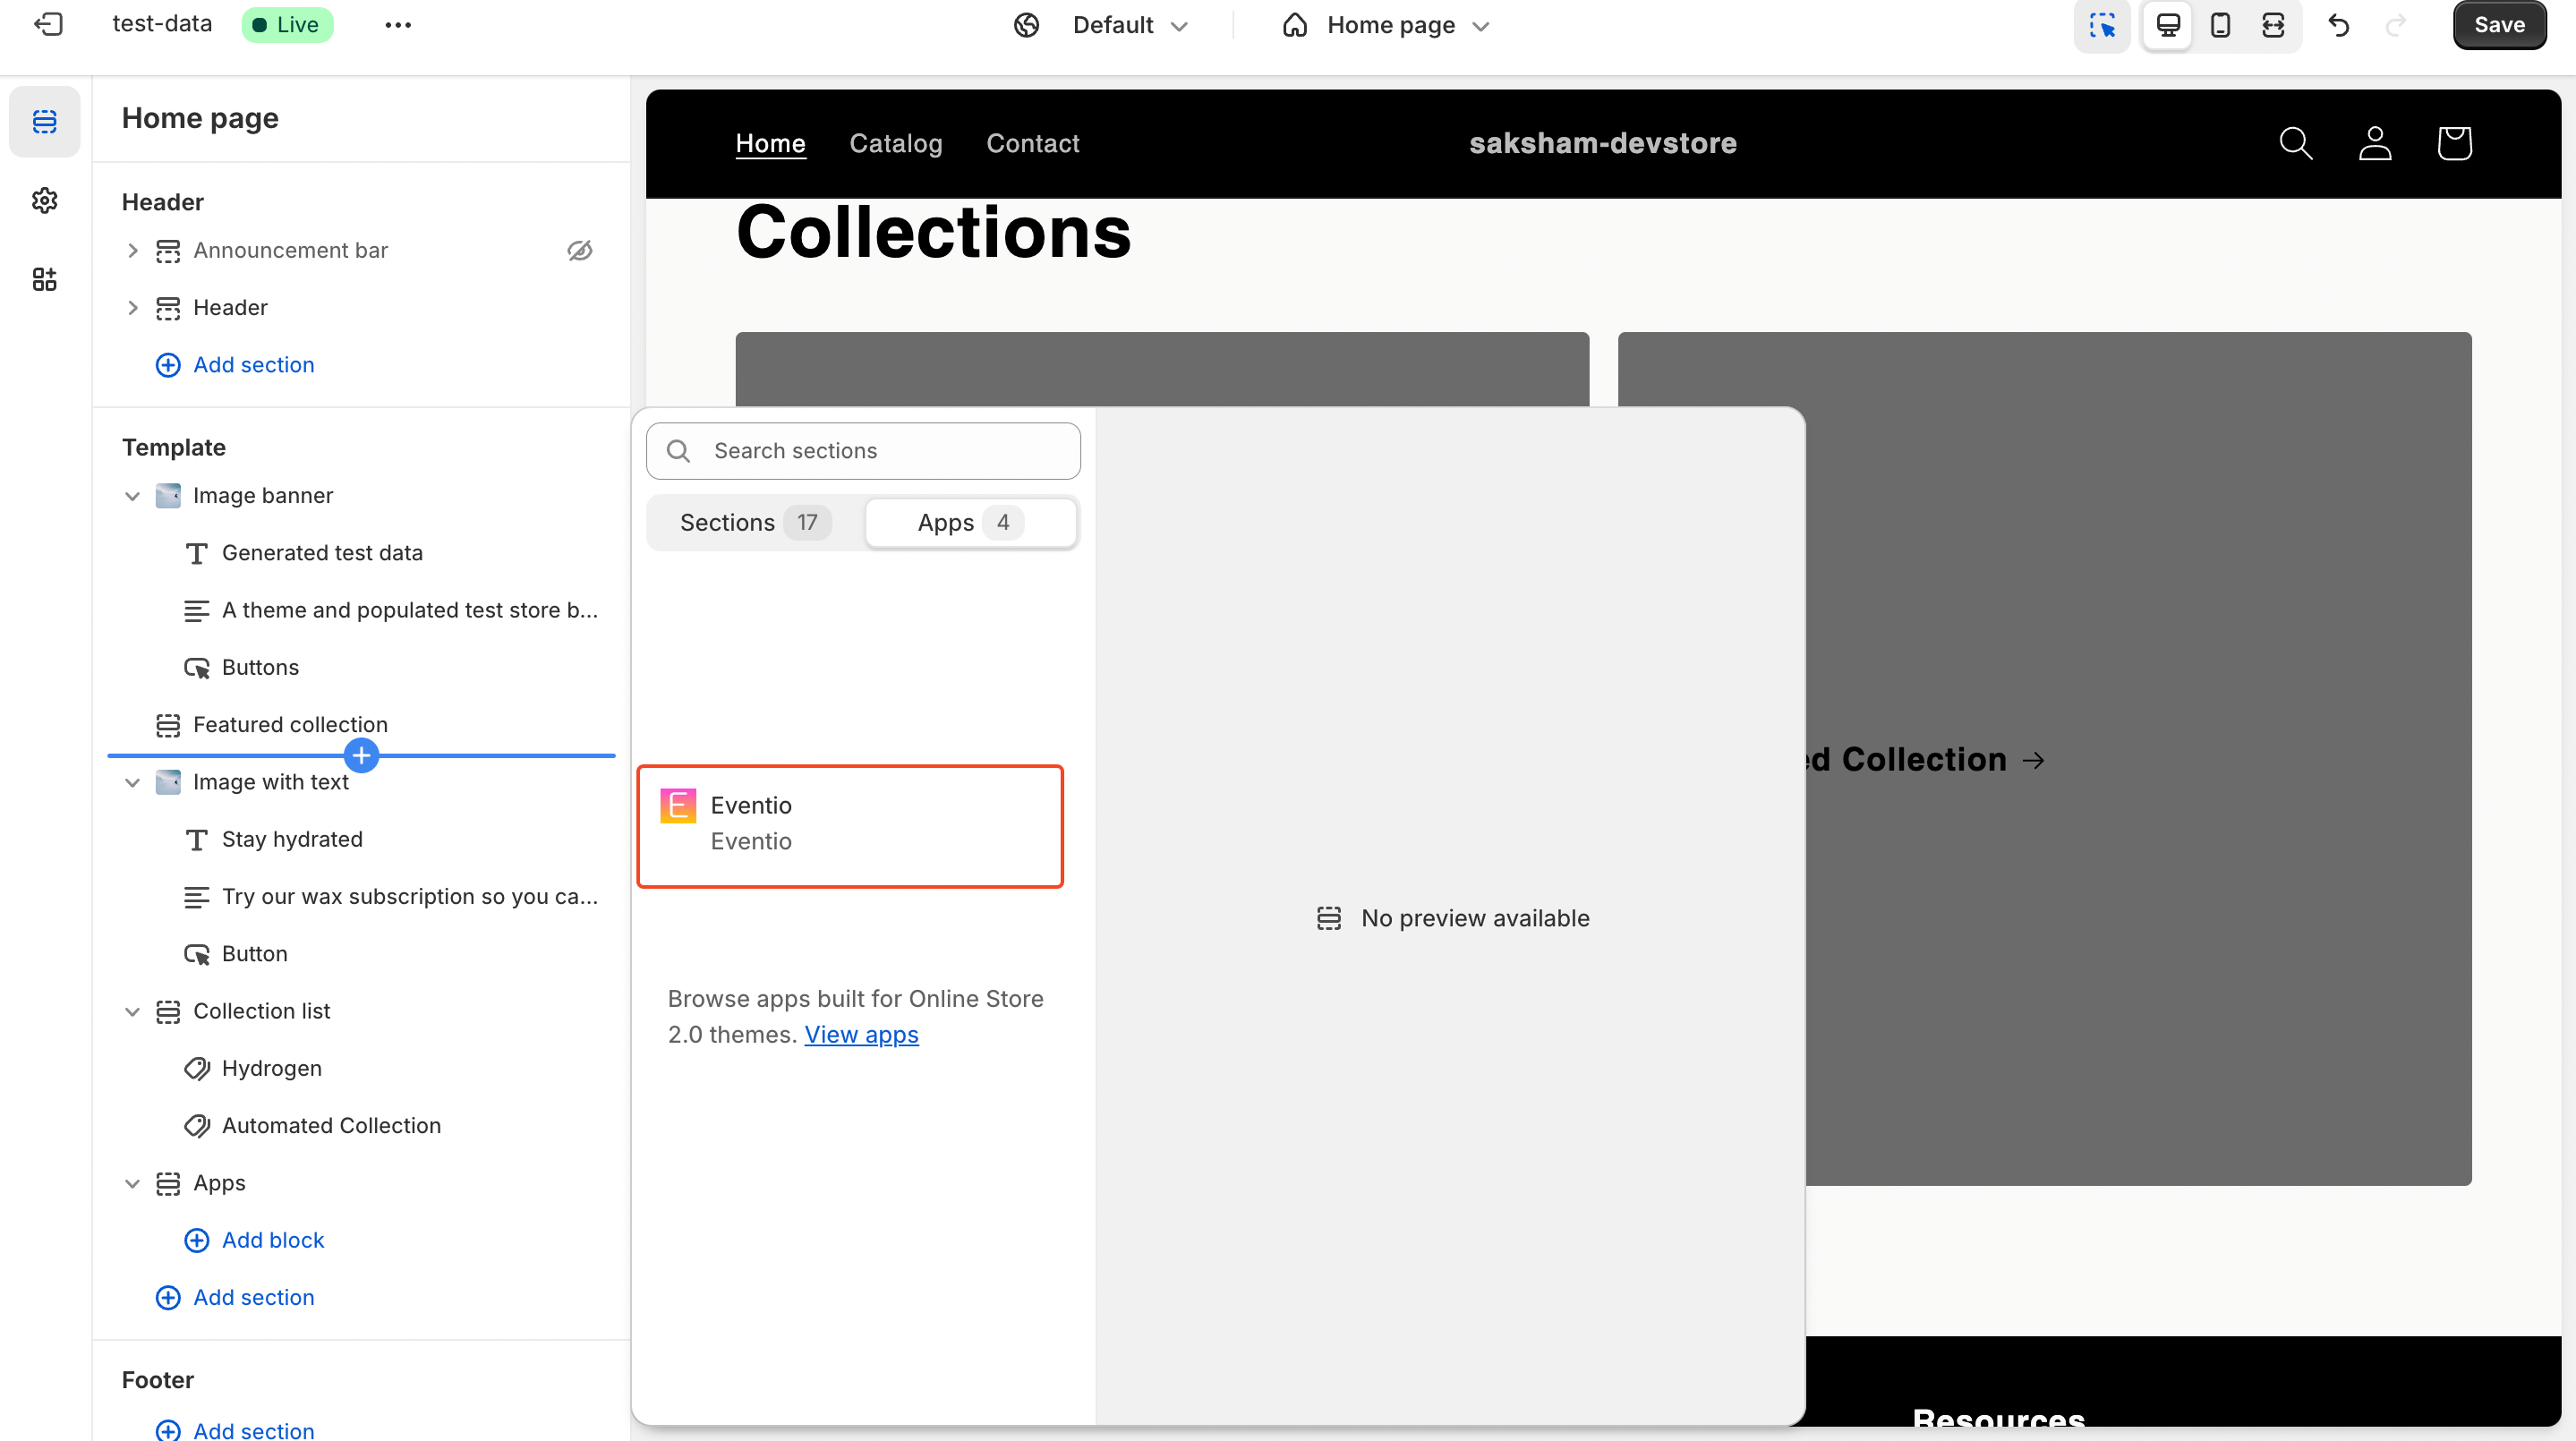 test-data
Live
Default
Home page
Save
Home page
Header
Announcement bar
Header
Add section
Template
Image banner
Generated test data
A theme and populated test store b...
Buttons
Featured collection
Image with text
Stay hydrated
Try our wax subscription so you ca...
Button
Collection list
Hydrogen
Automated Collection
Apps
Add block
Add section
Footer
Add section
Home
Catalog
Contact
saksham-devstore
Collections
Search sections
Sections 17
Apps 4
E
Eventio
Eventio
Browse apps built for Online Store
2.0 themes. View apps
No preview available
ed Collection →
Resources